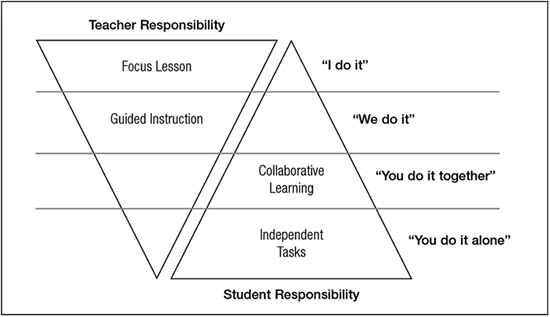 Teacher Responsibility
Focus Lesson
“I do it”
Guided Instruction
“We do it”
Collaborative
Learning
“You do it together”
Independent
Tasks
“You do it alone”
Student Responsibility